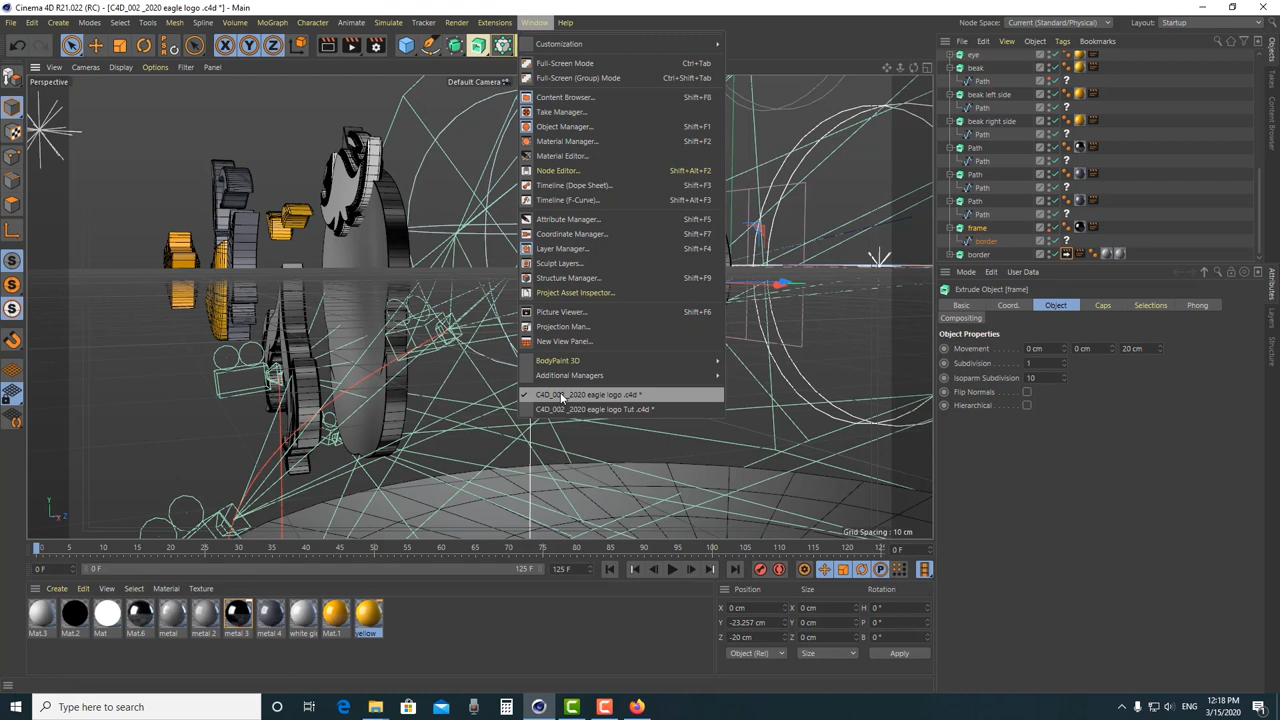 Cinema 4D R21.022 (RC) - [C4D_002 _2020 eagle logo .c4d *] - Main
File Edit Create Modes Select Tools Mesh Spline Volume MoGraph Character Animate Simulate Tracker Render Extensions Window Help
Node Space: Current (Standard/Physical) Layout: Startup
View Cameras Display Options Filter Panel
Perspective
Default Camera
Customization
Full-Screen Mode Ctrl+Tab
Full-Screen (Group) Mode Ctrl+Shift+Tab
Content Browser... Shift+F8
Take Manager...
Object Manager... Shift+F1
Material Manager... Shift+F2
Material Editor...
Node Editor... Shift+Alt+F2
Timeline (Dope Sheet)... Shift+F3
Timeline (F-Curve)... Shift+Alt+F3
Attribute Manager... Shift+F5
Coordinate Manager... Shift+F7
Layer Manager... Shift+F4
Sculpt Layers...
Structure Manager... Shift+F9
Project Asset Inspector...
Picture Viewer... Shift+F6
Projection Man...
New View Panel...
BodyPaint 3D
Additional Managers
_2020 eagle logo .c4d *
C4D_002 _2020 eagle logo Tut .c4d *
Grid Spacing : 10 cm
Y
Z
File Edit View Object Tags Bookmarks
eye
beak
Path
beak left side
Path
beak right side
Path
Path
Path
Path
Path
Path
Path
frame
border
border
Objects
Content Browser
Mode Edit User Data
Extrude Object [frame]
Basic Coord. Object Caps Selections Phong
Compositing
Object Properties
Movement 0 cm 0 cm 20 cm
Subdivision 1
Isoparm Subdivision 10
Flip Normals
Hierarchical
Attributes
Layers
Structure
0 5 10 15 20 25 30 35 40 45 50 55 60 65 70 75 80 85 90 95 100 105 110 115 120 0 F
0 F 0 F 125 F 125 F
Create Edit View Select Material Texture
Mat.3 Mat.2 Mat Mat.6 metal metal 2 metal 3 metal 4 Mat.1 yellow
Position Size Rotation
X 0 cm X 0 cm H 0 °
Y -23.257 cm Y 0 cm P 0 °
Z -20 cm Z 0 cm B 0 °
Object (Rel) Size Apply
Type here to search
ENG
12:18 PM
3/15/2020